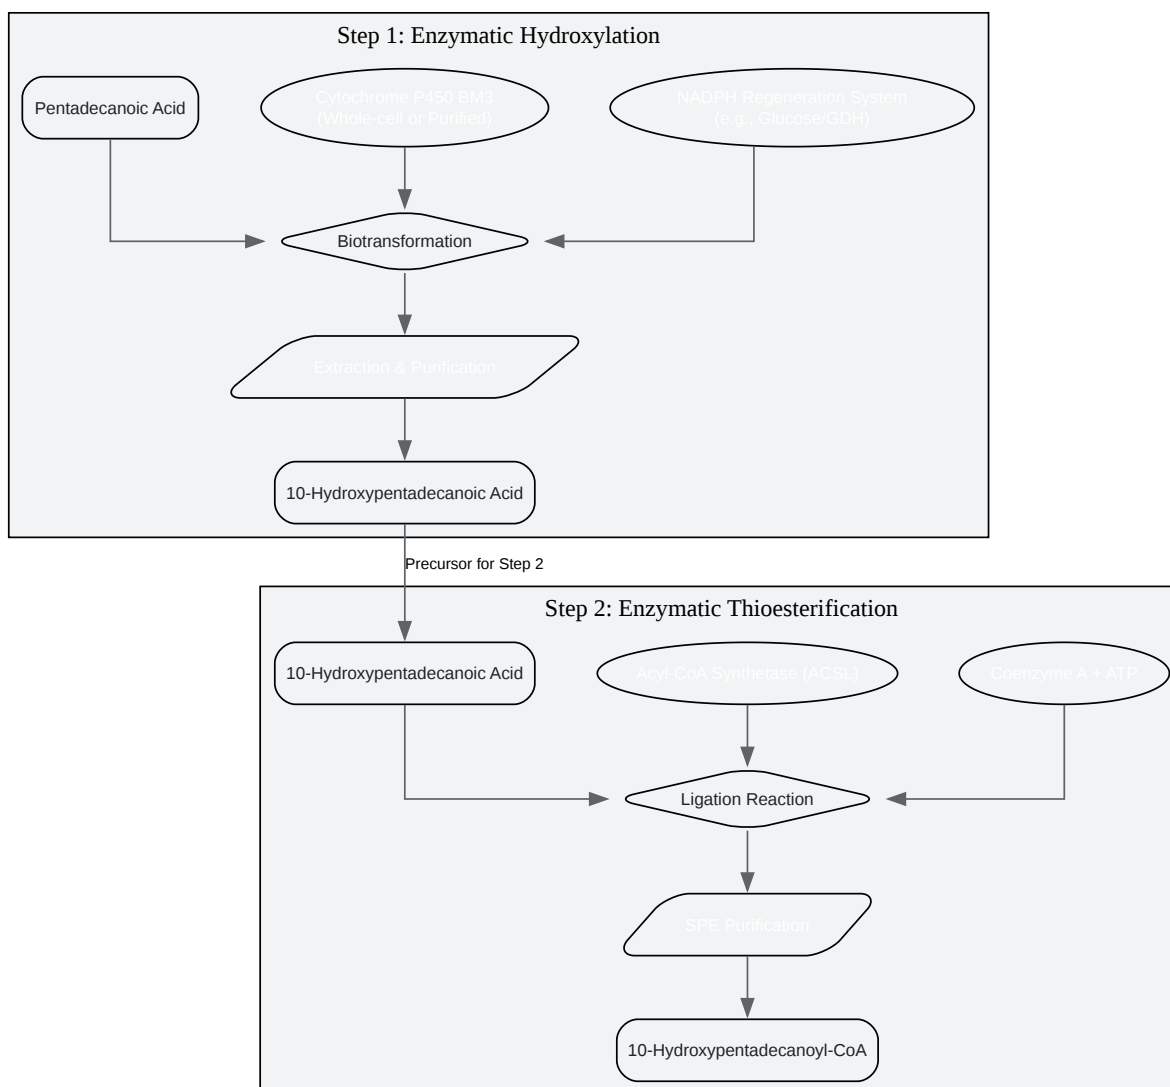 Step 1: Enzymatic Hydroxylation
Pentadecanoic Acid
Cytochrome P450 BM3
(Whole-cell or Purified)
NADPH Regeneration System
(e.g., Glucose/GDH)
Biotransformation
Extraction & Purification
10-Hydroxypentadecanoic Acid
Precursor for Step 2
Step 2: Enzymatic Thioesterification
10-Hydroxypentadecanoic Acid
Acyl-CoA Synthetase (ACSL)
Coenzyme A + ATP
Ligation Reaction
SPE Purification
10-Hydroxypentadecanoyl-CoA